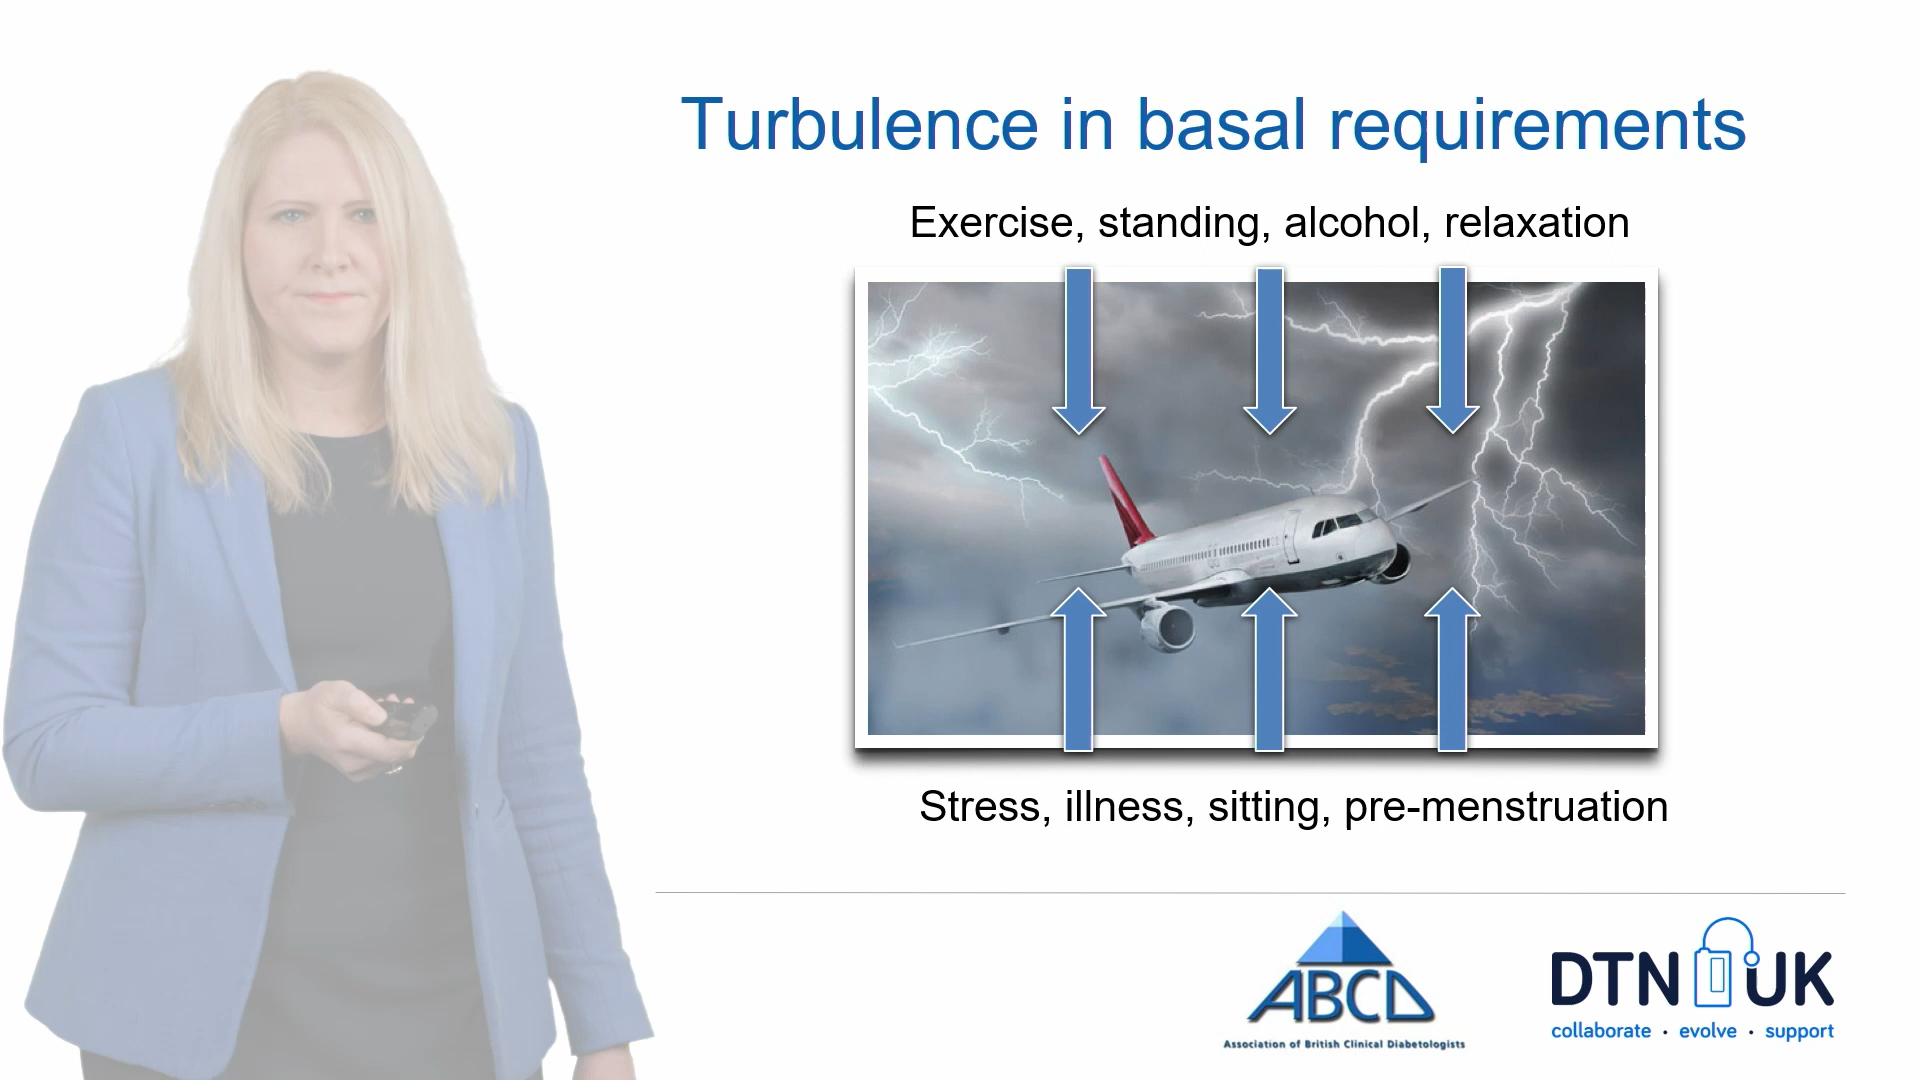 Turbulence in basal requirements
Exercise, standing, alcohol, relaxation
Stress, illness, sitting, pre-menstruation
ABCD
Association of British Clinical Diabetologists
DTN UK
collaborate · evolve · support